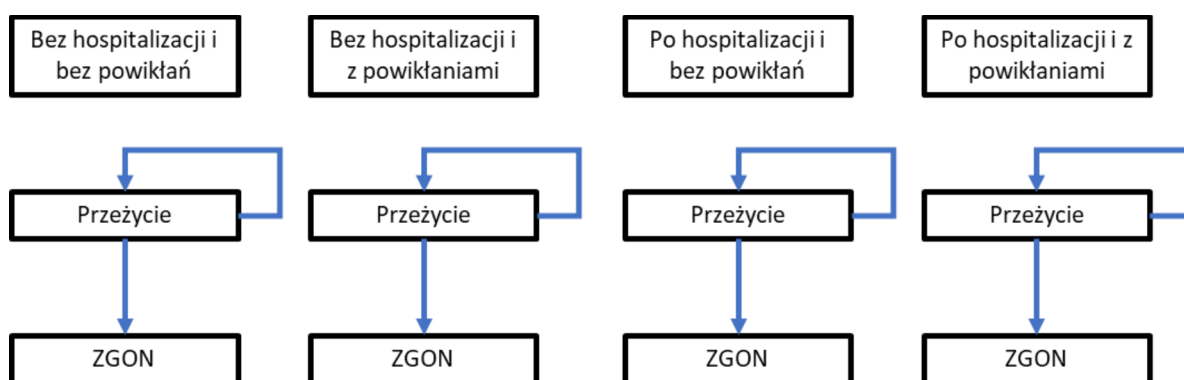 Bez hospitalizacji i
bez powikłań
Bez hospitalizacji i
z powikłaniami
Po hospitalizacji i
bez powikłań
Po hospitalizacji i z
powikłaniami
Przeżycie
Przeżycie
Przeżycie
Przeżycie
ZGON
ZGON
ZGON
ZGON